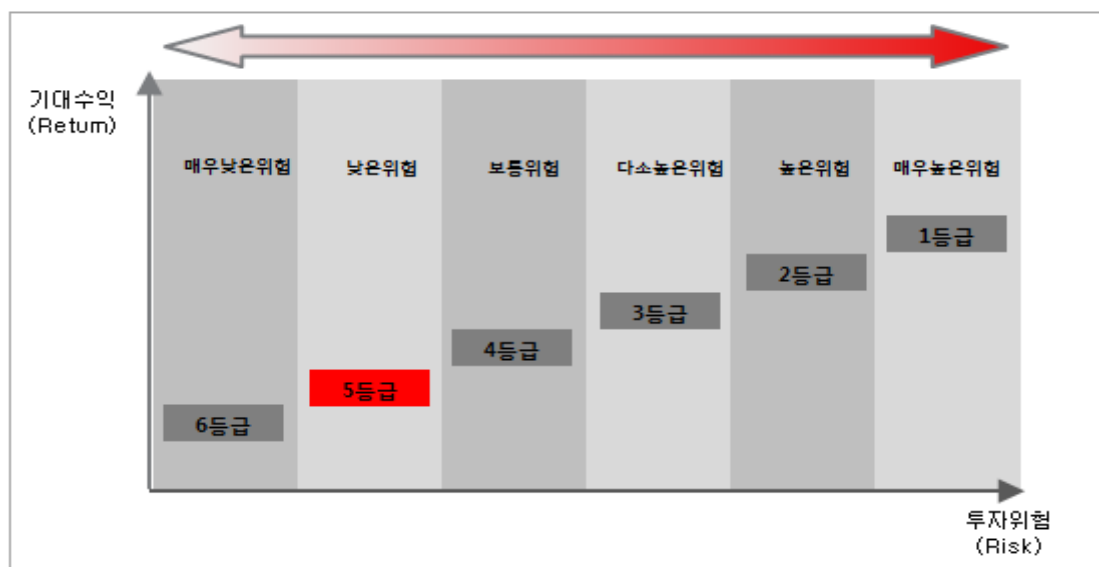 기대수익
(Retum)
매우낮은위험 낮은위험 보통위험 다소높은위험 높은위험 매우높은위험
1등급
2등급
3등급
4등급
5등급
6등급
투자위험
(Risk)